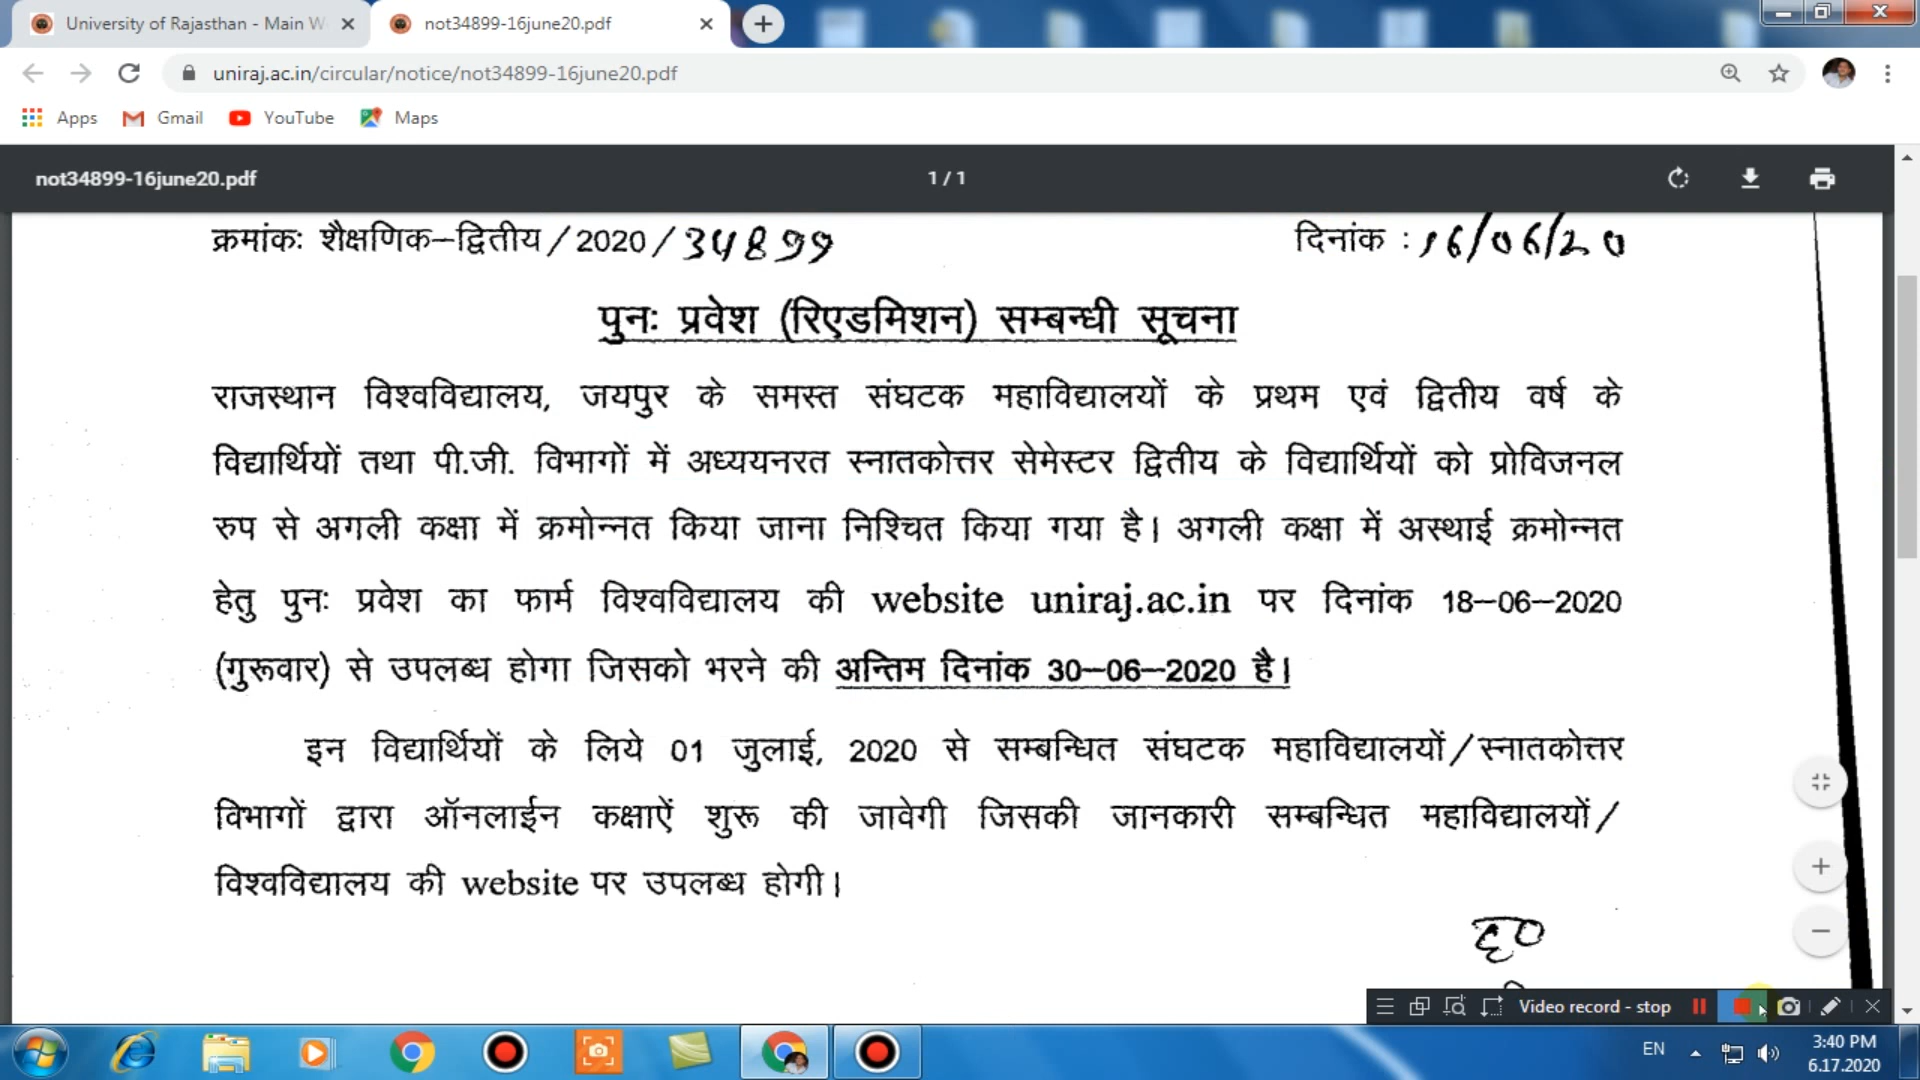 University of Rajasthan - Main W
not34899-16june20.pdf
uniraj.ac.in/circular/notice/not34899-16june20.pdf
Apps
Gmail
YouTube
Maps
not34899-16june20.pdf
1 / 1
क्रमांकः शैक्षणिक–द्वितीय / 2020 / 34899
दिनांक : 16/06/20
पुनः प्रवेश (रिएडमिशन) सम्बन्धी सूचना
राजस्थान विश्वविद्यालय, जयपुर के समस्त संघटक महाविद्यालयों के प्रथम एवं द्वितीय वर्ष के
विद्यार्थियों तथा पी.जी. विभागों में अध्ययनरत स्नातकोत्तर सेमेस्टर द्वितीय के विद्यार्थियों को प्रोविजनल
रुप से अगली कक्षा में क्रमोन्नत किया जाना निश्चित किया गया है। अगली कक्षा में अस्थाई क्रमोन्नत
हेतु पुनः प्रवेश का फार्म विश्वविद्यालय की website uniraj.ac.in पर दिनांक 18–06–2020
(गुरूवार) से उपलब्ध होगा जिसको भरने की अन्तिम दिनांक 30–06–2020 है।
इन विद्यार्थियों के लिये 01 जुलाई, 2020 से सम्बन्धित संघटक महाविद्यालयों/स्नातकोत्तर
विभागों द्वारा ऑनलाईन कक्षाऐं शुरू की जावेगी जिसकी जानकारी सम्बन्धित महाविद्यालयों/
विश्वविद्यालय की website पर उपलब्ध होगी।
ह0
Video record - stop
EN
3:40 PM
6.17.2020